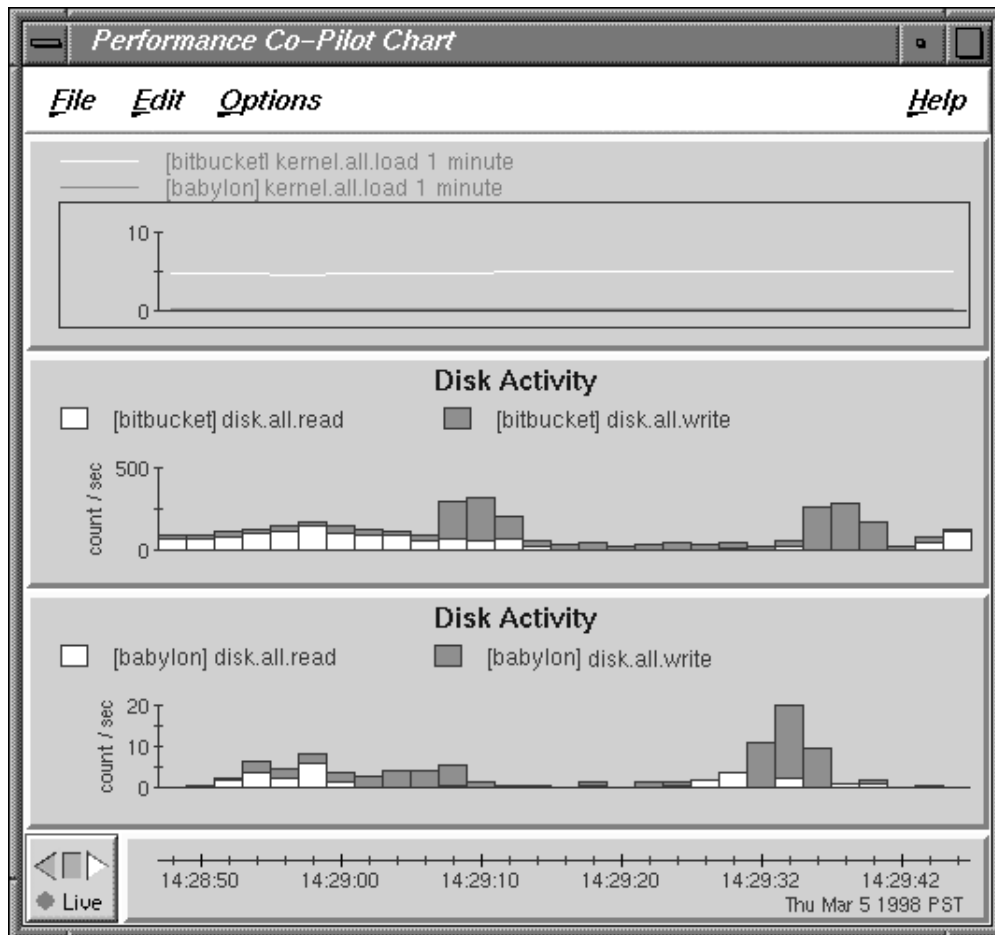 Performance Co-Pilot Chart
File Edit Options Help
[bitbucket] kernel.all.load 1 minute
[babylon] kernel.all.load 1 minute
10
0
Disk Activity
[bitbucket] disk.all.read [bitbucket] disk.all.write
count / sec
500
0
Disk Activity
[babylon] disk.all.read [babylon] disk.all.write
count / sec
20
10
0
14:28:50 14:29:00 14:29:10 14:29:20 14:29:32 14:29:42
Live Thu Mar 5 1998 PST